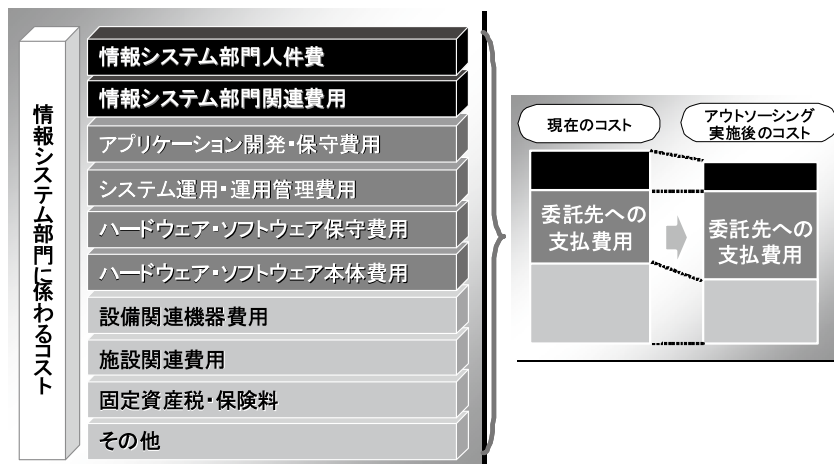 情報システム部門に係わるコスト
情報システム部門人件費
情報システム部門関連費用
アプリケーション開発・保守費用
システム運用・運用管理費用
ハードウェア・ソフトウェア保守費用
ハードウェア・ソフトウェア本体費用
設備関連機器費用
施設関連費用
固定資産税・保険料
その他
現在のコスト
アウトソーシング
実施後のコスト
委託先への
支払費用
委託先への
支払費用